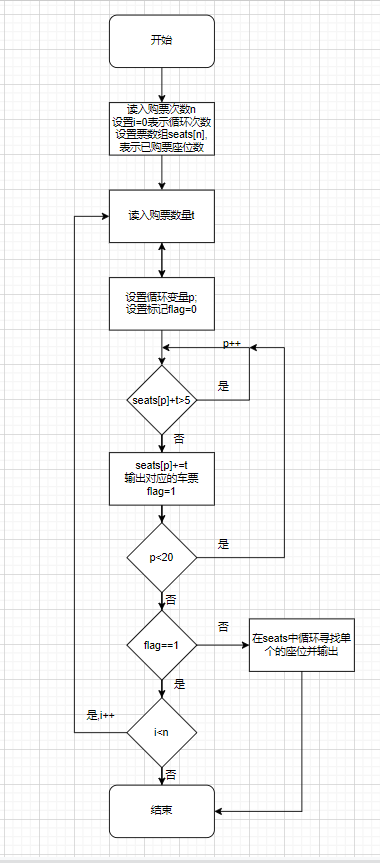 开始
读入购票次数n
设置i=0表示循环次数
设置票数组seats[n],
表示已购票座位数
读入购票数量t
设置循环变量p;
设置标记flag=0
p++
seats[p]+t>5
是
否
seats[p]+=t
输出对应的车票
flag=1
p<20
是
否
flag==1
否
在seats中循环寻找单
个的座位并输出
是
是,i++
i<n
否
结束